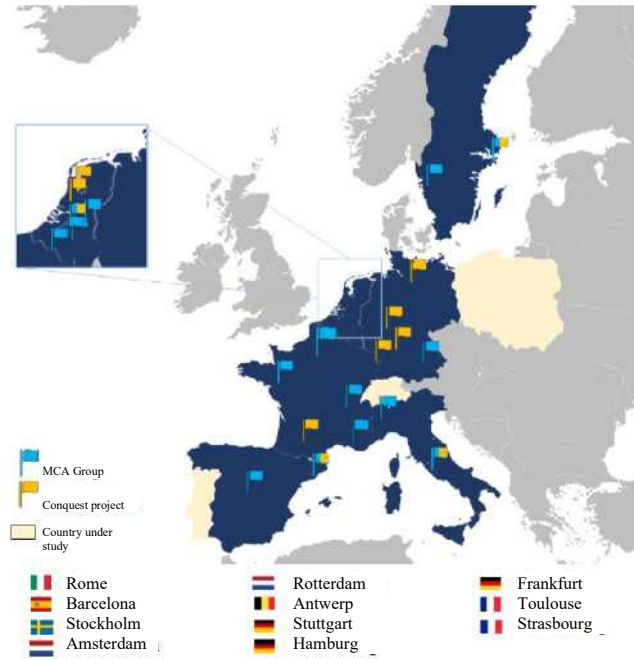 MCA Group
Conquest project
Country under
study
Rome
Barcelona
Stockholm
Amsterdam
Rotterdam
Antwerp
Stuttgart
Hamburg
Frankfurt
Toulouse
Strasbourg